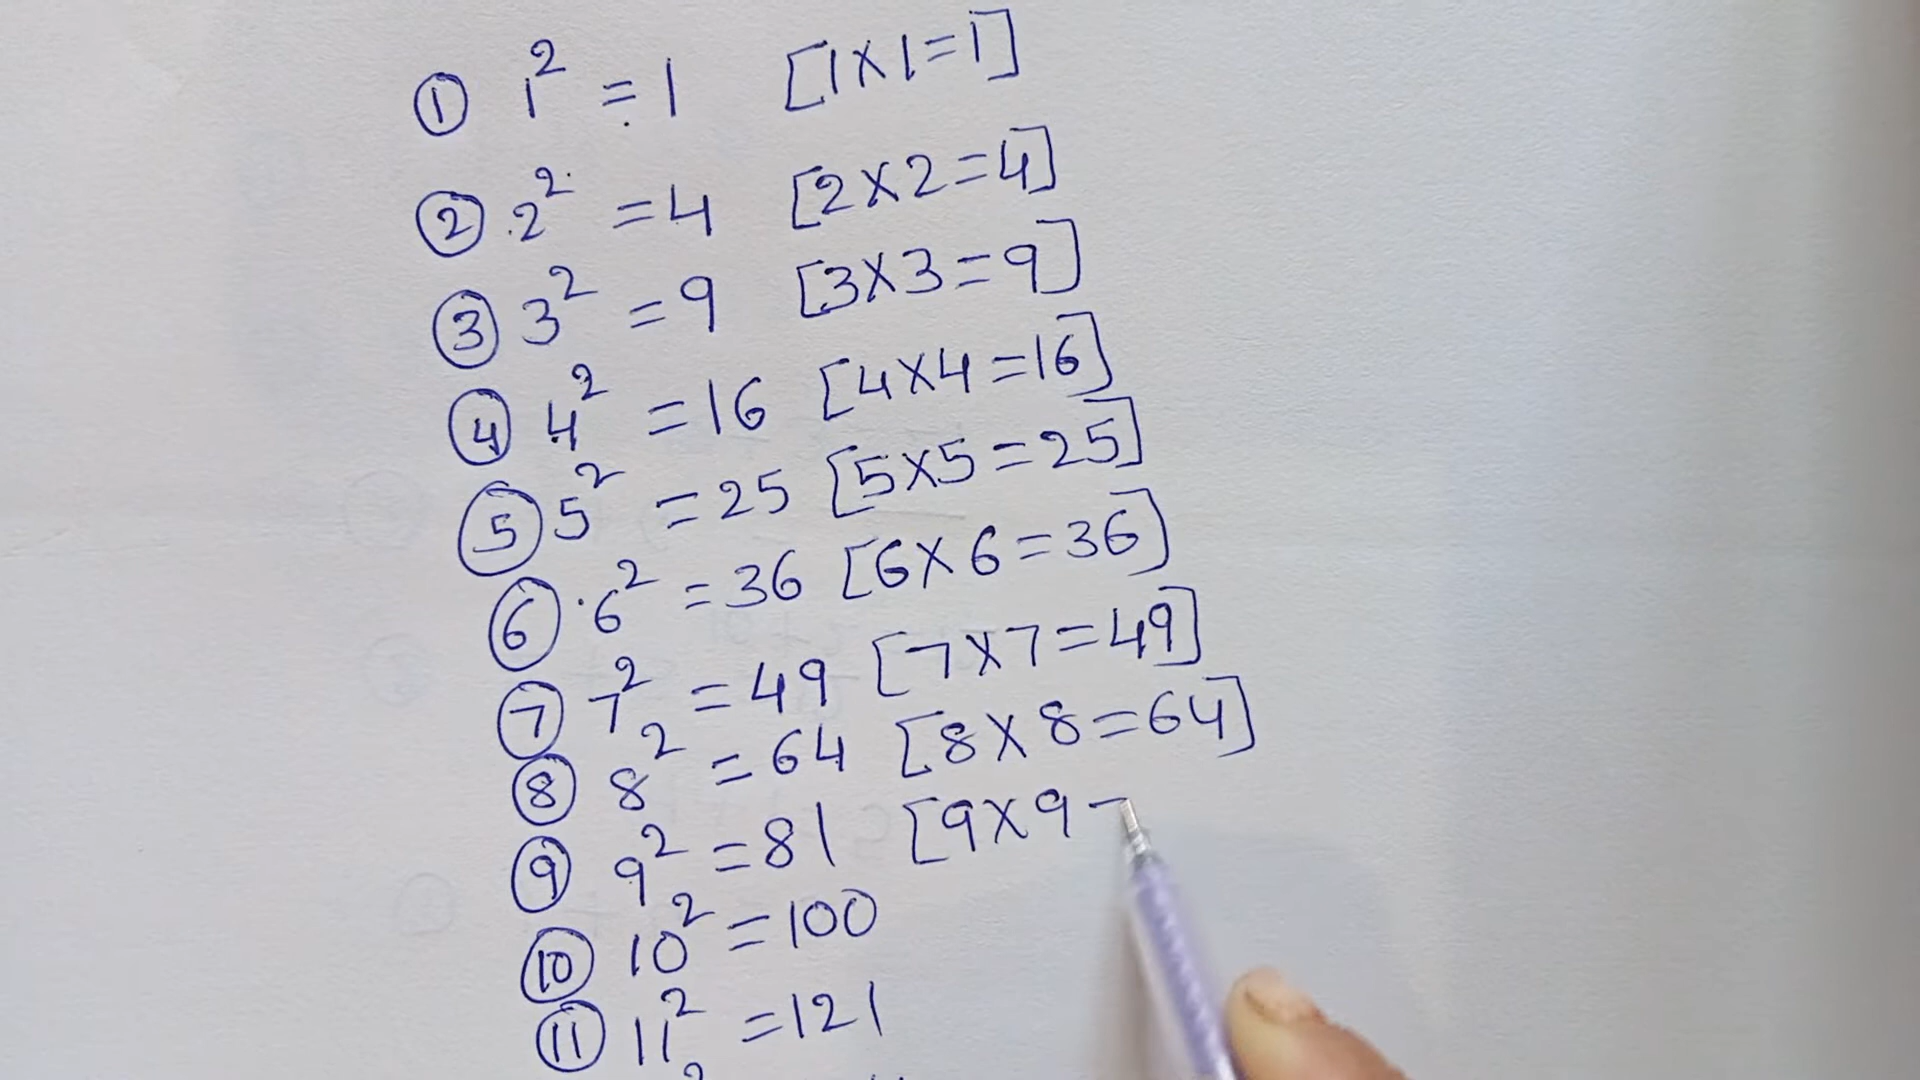 ① 1² = 1 [1×1=1]
② 2² = 4 [2×2=4]
③ 3² = 9 [3×3=9]
④ 4² = 16 [4×4=16]
⑤ 5² = 25 [5×5=25]
⑥ 6² = 36 [6×6=36]
⑦ 7² = 49 [7×7=49]
⑧ 8² = 64 [8×8=64]
⑨ 9² = 81 [9×9
⑩ 10² = 100
⑪ 11² = 121